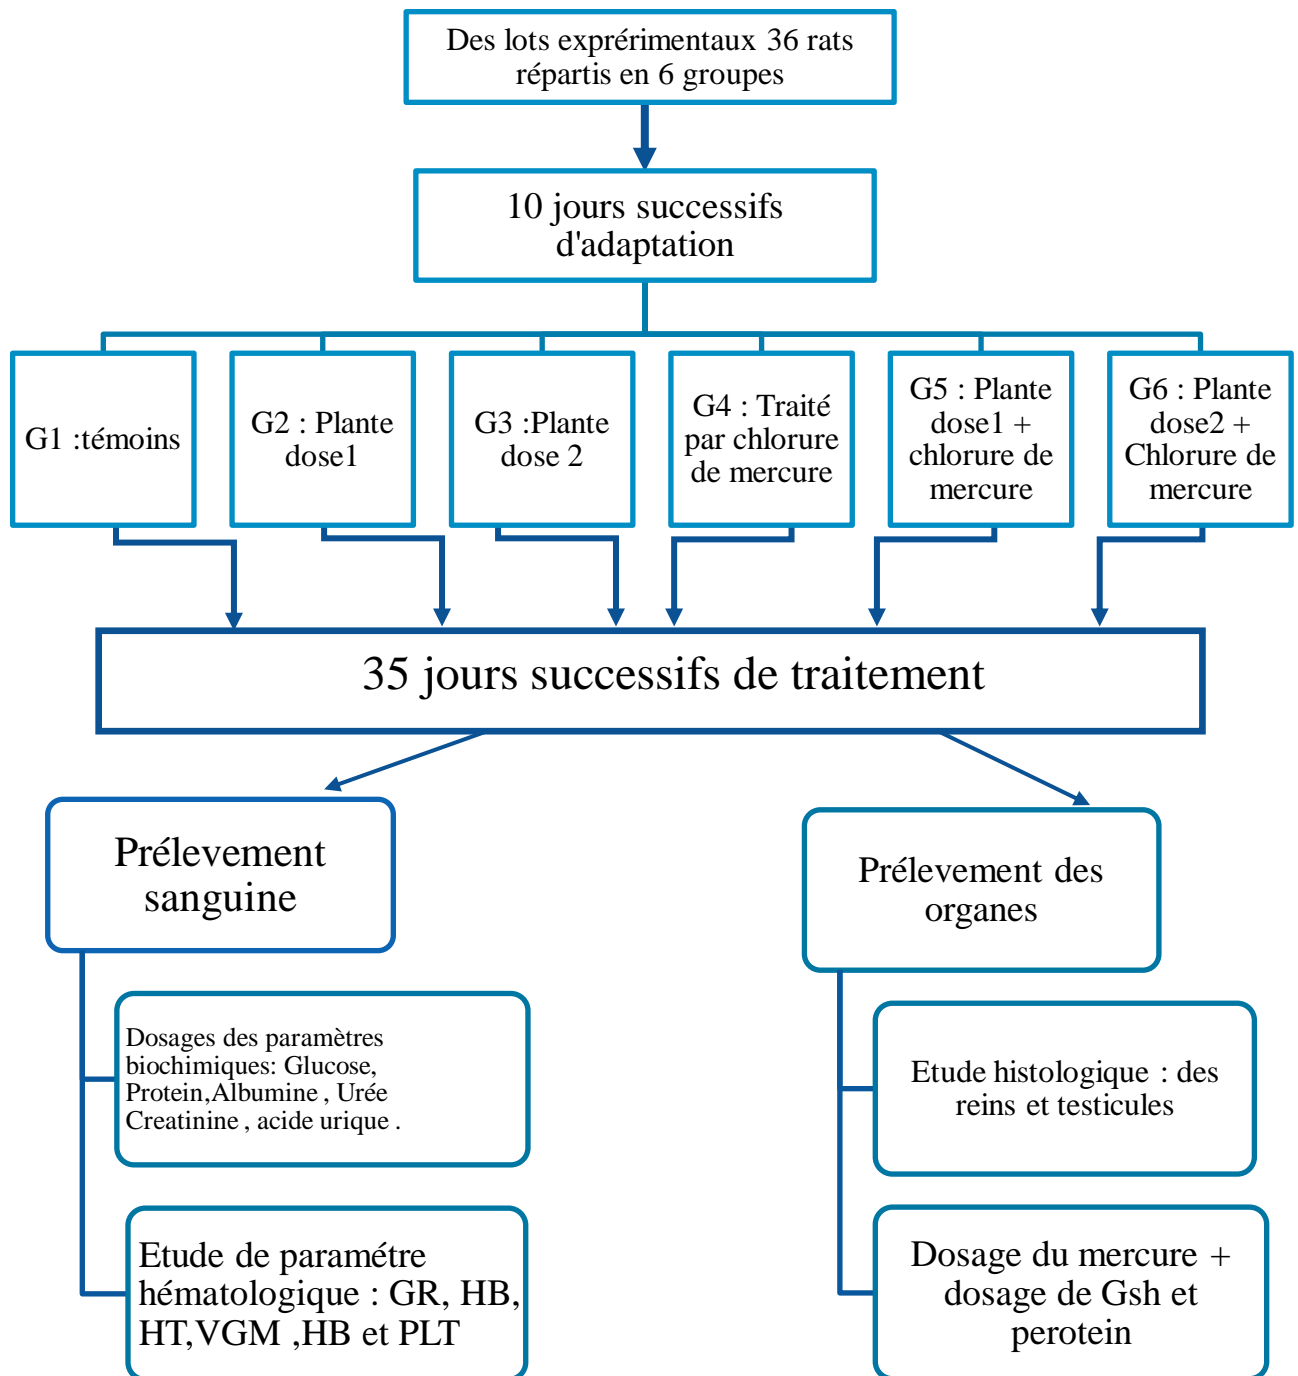 Des lots exprérimentaux 36 rats
répartis en 6 groupes
10 jours successifs
d'adaptation
G1 :témoins
G2 : Plante
dose1
G3 :Plante
dose 2
G4 : Traité
par chlorure
de mercure
G5 : Plante
dose1 +
chlorure de
mercure
G6 : Plante
dose2 +
Chlorure de
mercure
35 jours successifs de traitement
Prélevement
sanguine
Dosages des paramètres
biochimiques: Glucose,
Protein,Albumine , Urée
Creatinine , acide urique .
Etude de paramétre
hématologique : GR, HB,
HT,VGM ,HB et PLT
Prélevement des
organes
Etude histologique : des
reins et testicules
Dosage du mercure +
dosage de Gsh et
perotein